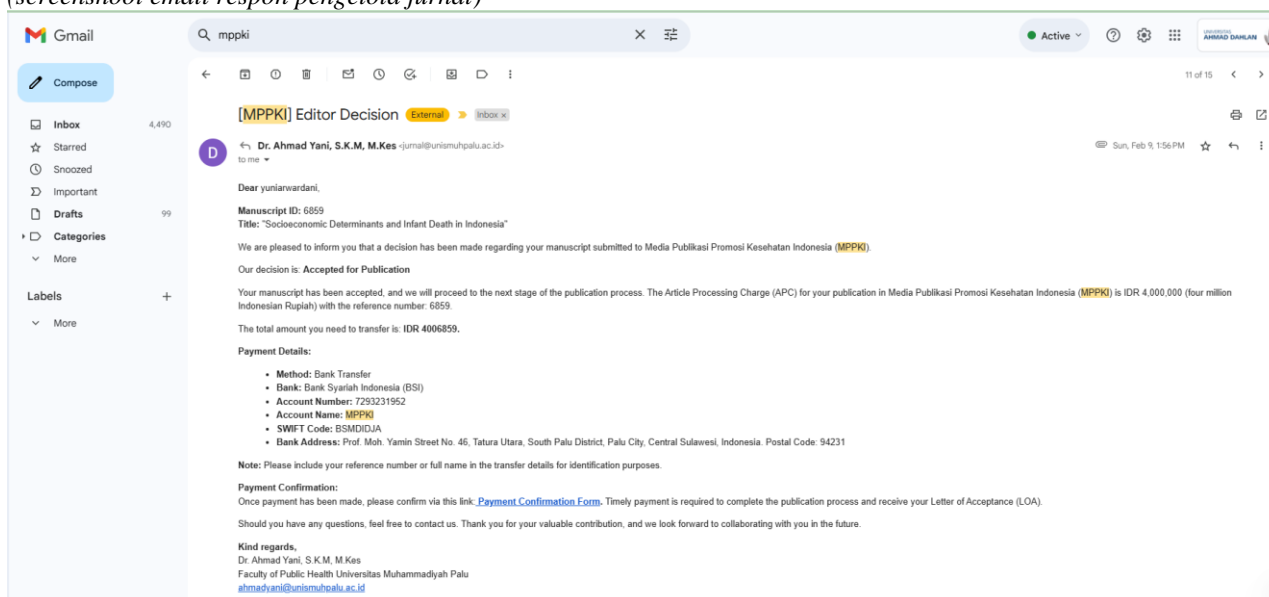 (screenshoot email respon pengelola jurnal)
Gmail
mppki
Active
UNIVERSITAS
AHMAD DAHLAN
Compose
11 of 15
Inbox 4,490
Starred
Snoozed
Important
Drafts 99
Categories
More
Labels +
More
[MPPKI] Editor Decision External Inbox x
D
Dr. Ahmad Yani, S.K.M, M.Kes <jurnal@unismuhpalu.ac.id>
to me
Sun, Feb 9, 1:56 PM
Dear yuniarwardani,
Manuscript ID: 6859
Title: "Socioeconomic Determinants and Infant Death in Indonesia"
We are pleased to inform you that a decision has been made regarding your manuscript submitted to Media Publikasi Promosi Kesehatan Indonesia (MPPKI).
Our decision is: Accepted for Publication
Your manuscript has been accepted, and we will proceed to the next stage of the publication process. The Article Processing Charge (APC) for your publication in Media Publikasi Promosi Kesehatan Indonesia (MPPKI) is IDR 4,000,000 (four million
Indonesian Rupiah) with the reference number: 6859.
The total amount you need to transfer is: IDR 4006859.
Payment Details:
• Method: Bank Transfer
• Bank: Bank Syariah Indonesia (BSI)
• Account Number: 7293231952
• Account Name: MPPKI
• SWIFT Code: BSMDIDJA
• Bank Address: Prof. Moh. Yamin Street No. 46, Tatura Utara, South Palu District, Palu City, Central Sulawesi, Indonesia. Postal Code: 94231
Note: Please include your reference number or full name in the transfer details for identification purposes.
Payment Confirmation:
Once payment has been made, please confirm via this link: Payment Confirmation Form. Timely payment is required to complete the publication process and receive your Letter of Acceptance (LOA).
Should you have any questions, feel free to contact us. Thank you for your valuable contribution, and we look forward to collaborating with you in the future.
Kind regards,
Dr. Ahmad Yani, S.K.M, M.Kes
Faculty of Public Health Universitas Muhammadiyah Palu
ahmadyani@unismuhpalu.ac.id